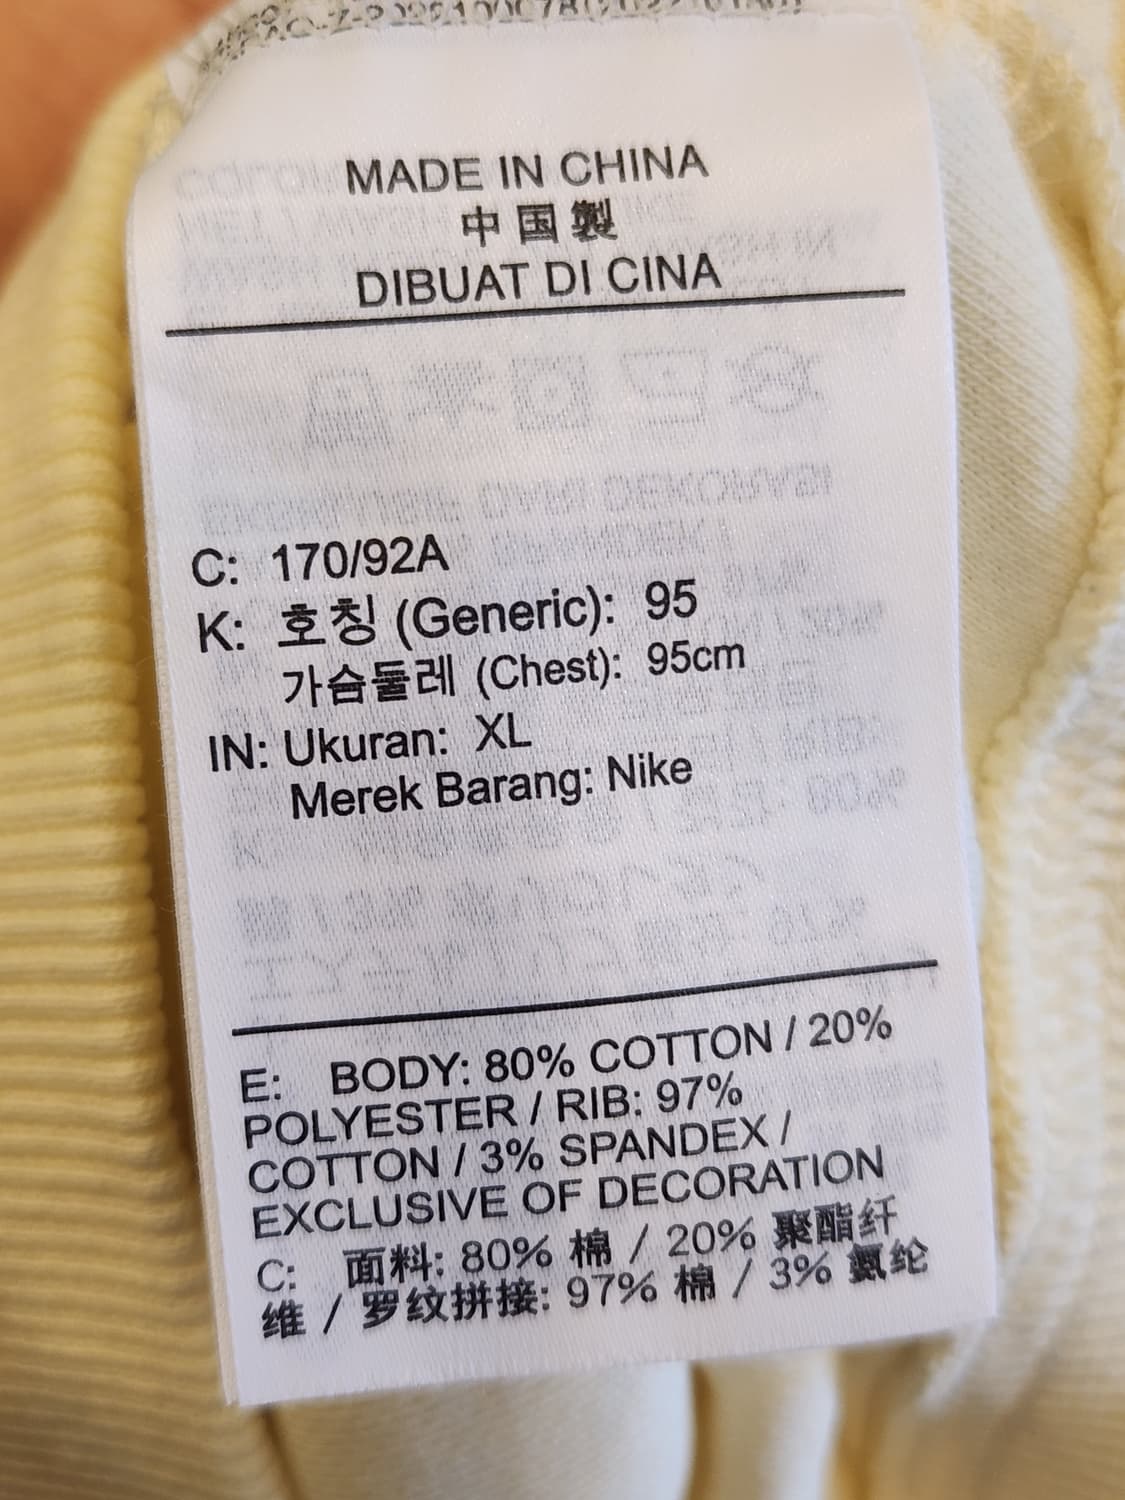 MADE IN CHINA
中国製
DIBUAT DI CINA
C: 170/92A
K: 호칭 (Generic): 95
가슴둘레 (Chest): 95cm
IN: Ukuran: XL
Merek Barang: Nike
E: BODY: 80% COTTON / 20%
POLYESTER / RIB: 97%
COTTON / 3% SPANDEX /
EXCLUSIVE OF DECORATION
C: 面料: 80% 棉 / 20% 聚酯纤
维 / 罗纹拼接: 97% 棉 / 3% 氨纶